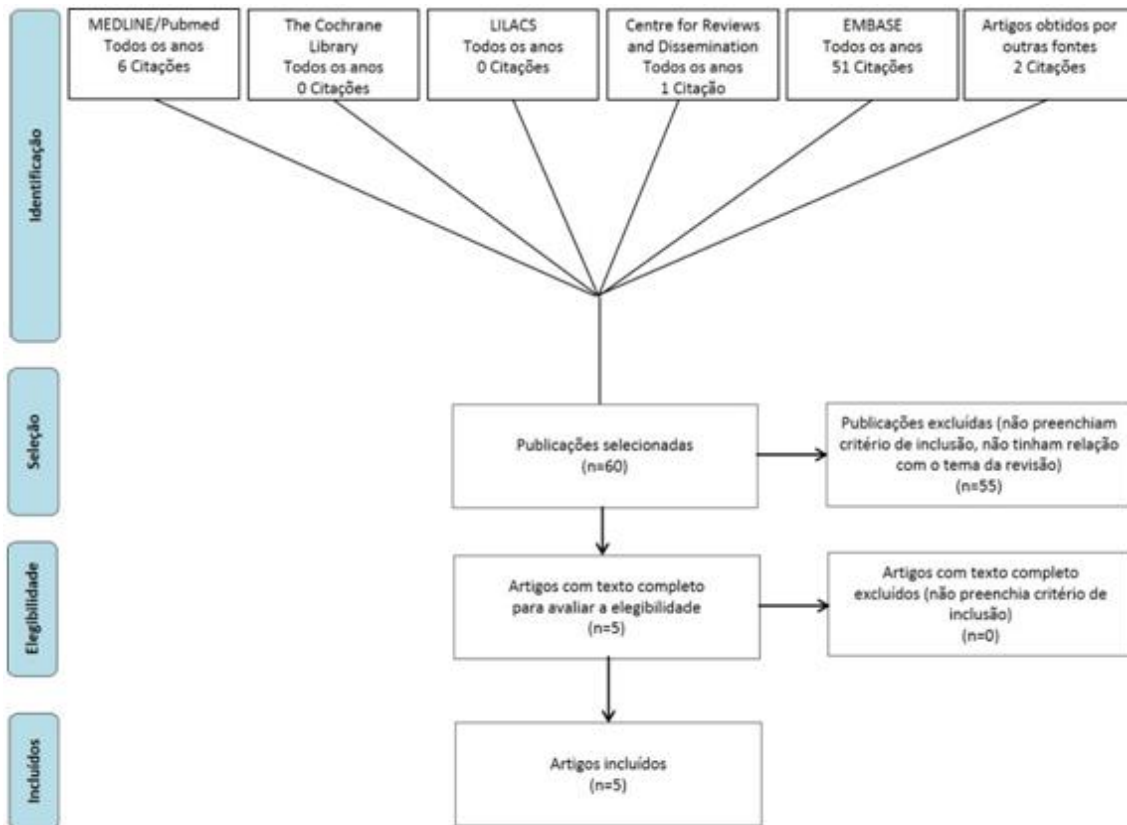 Identificação
MEDLINE/Pubmed
Todos os anos
6 Citações
The Cochrane
Library
Todos os anos
0 Citações
LILACS
Todos os anos
0 Citações
Centre for Reviews
and Dissemination
Todos os anos
1 Citação
EMBASE
Todos os anos
51 Citações
Artigos obtidos por
outras fontes
2 Citações
Seleção
Publicações selecionadas
(n=60)
Publicações excluídas (não preenchiam
critério de inclusão, não tinham relação
com o tema da revisão)
(n=55)
Elegibilidade
Artigos com texto completo
para avaliar a elegibilidade
(n=5)
Artigos com texto completo
excluídos (não preenchia critério de
inclusão)
(n=0)
Incluídos
Artigos incluídos
(n=5)